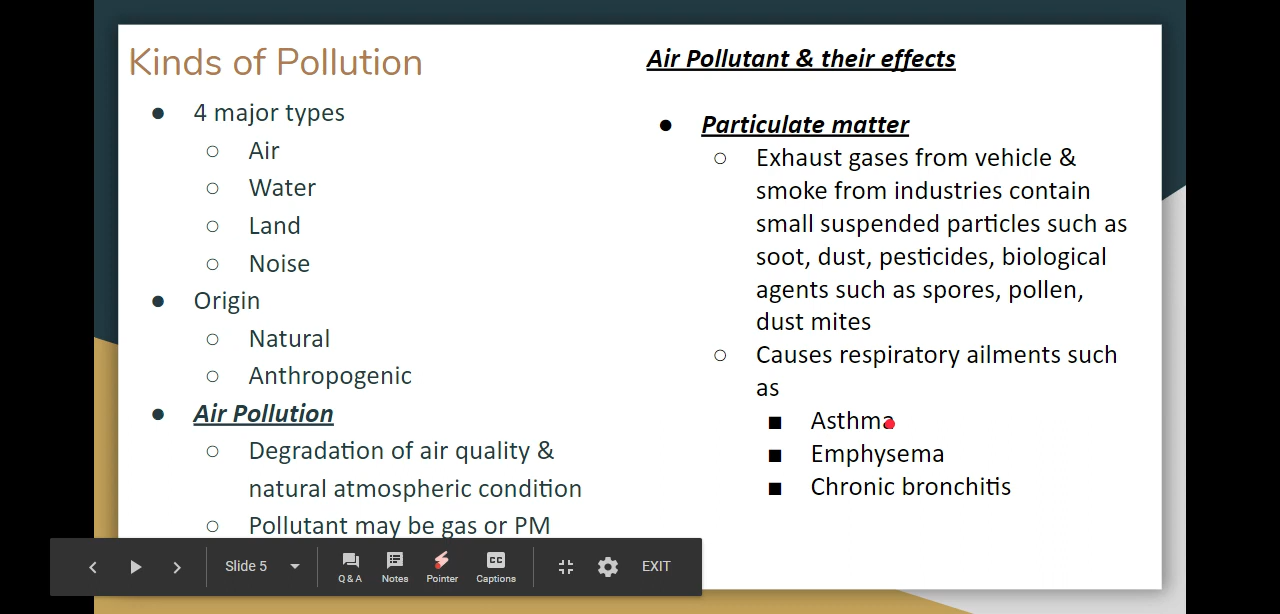 Kinds of Pollution
● 4 major types
○ Air
○ Water
○ Land
○ Noise
● Origin
○ Natural
○ Anthropogenic
● Air Pollution
○ Degradation of air quality &
natural atmospheric condition
○ Pollutant may be gas or PM
Air Pollutant & their effects
● Particulate matter
○ Exhaust gases from vehicle &
smoke from industries contain
small suspended particles such as
soot, dust, pesticides, biological
agents such as spores, pollen,
dust mites
○ Causes respiratory ailments such
as
■ Asthma
■ Emphysema
■ Chronic bronchitis
Slide 5
Q & A
Notes
Pointer
CC
Captions
EXIT